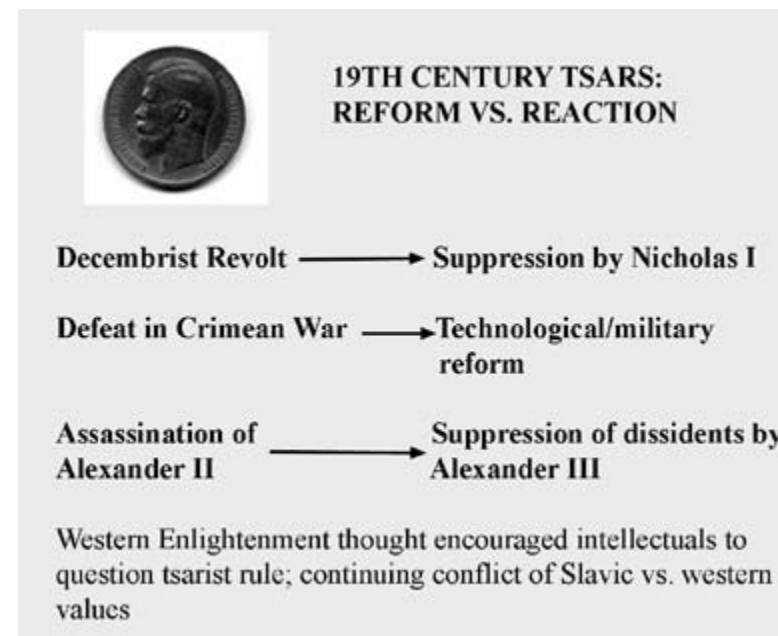 19TH CENTURY TSARS:
REFORM VS. REACTION
Decembrist Revolt → Suppression by Nicholas I
Defeat in Crimean War → Technological/military
reform
Assassination of → Suppression of dissidents by
Alexander II Alexander III
Western Enlightenment thought encouraged intellectuals to
question tsarist rule; continuing conflict of Slavic vs. western
values